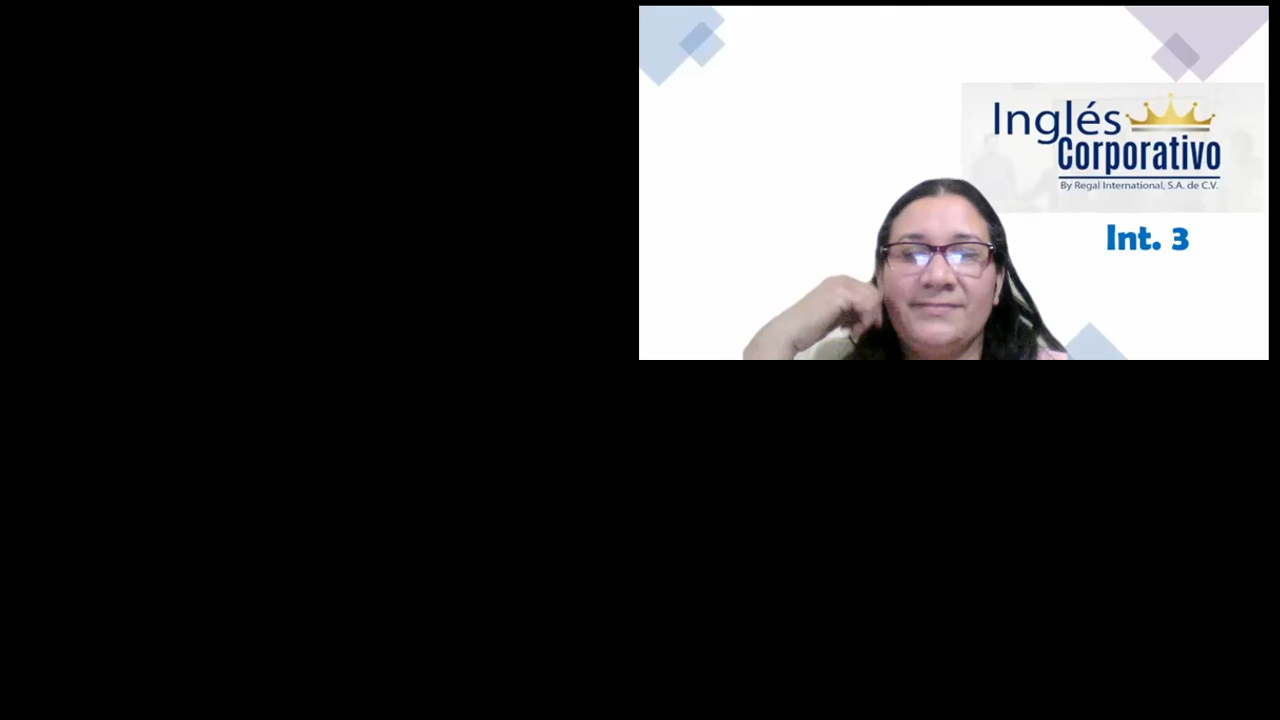 Inglés
Corporativo
By Regal International, S.A. de C.V.
Int. 3